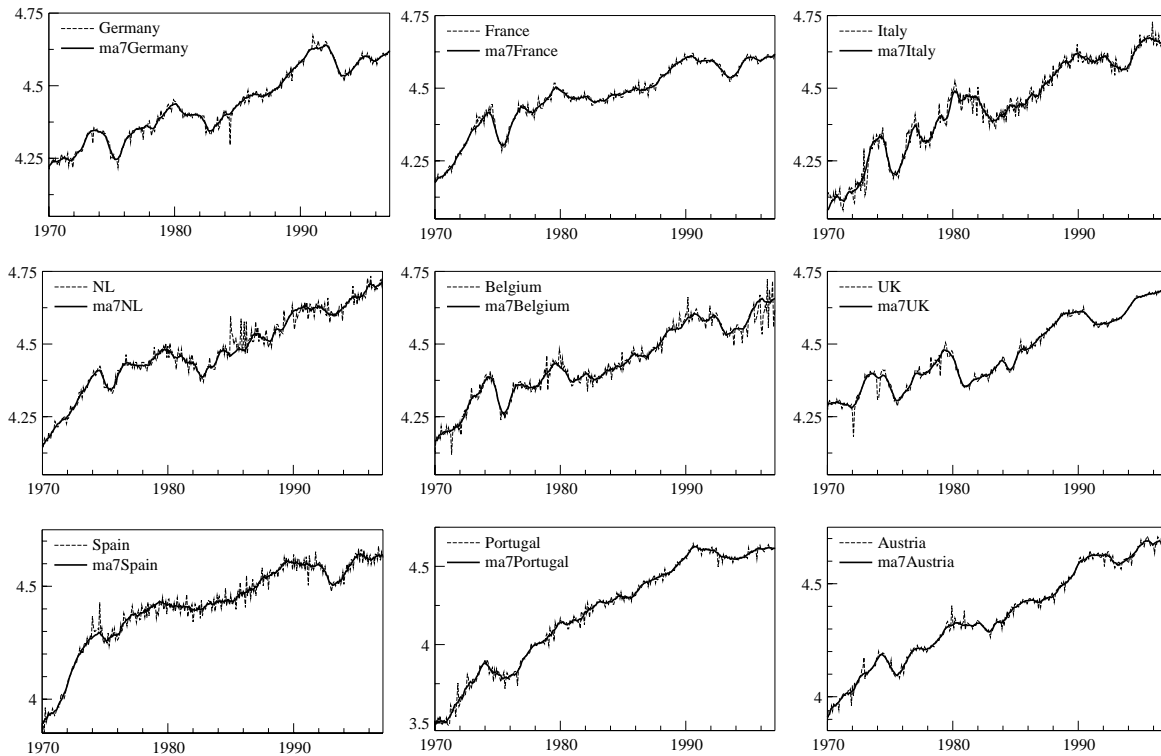 4.75
Germany
ma7Germany
4.5
4.25
1970 1980 1990
4.75
France
ma7France
4.5
4.25
1970 1980 1990
4.75
Italy
ma7Italy
4.5
4.25
1970 1980 1990
4.75
NL
ma7NL
4.5
4.25
1970 1980 1990
4.75
Belgium
ma7Belgium
4.5
4.25
1970 1980 1990
4.75
UK
ma7UK
4.5
4.25
1970 1980 1990
Spain
ma7Spain
4.5
4
1970 1980 1990
Portugal
ma7Portugal
4.5
4
3.5
1970 1980 1990
Austria
ma7Austria
4.5
4
1970 1980 1990